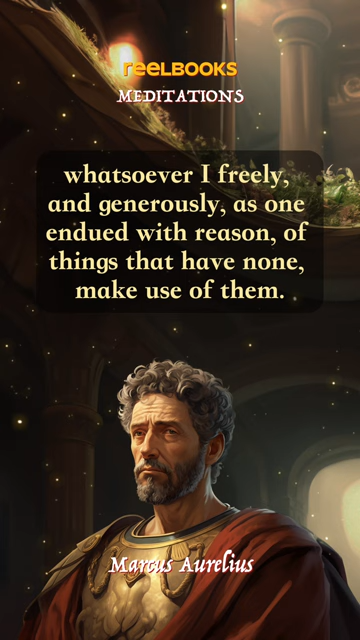 reelBOOKS
MEDITATIONS
whatsoever I freely,
and generously, as one
endued with reason, of
things that have none,
make use of them.
Marcus Aurelius